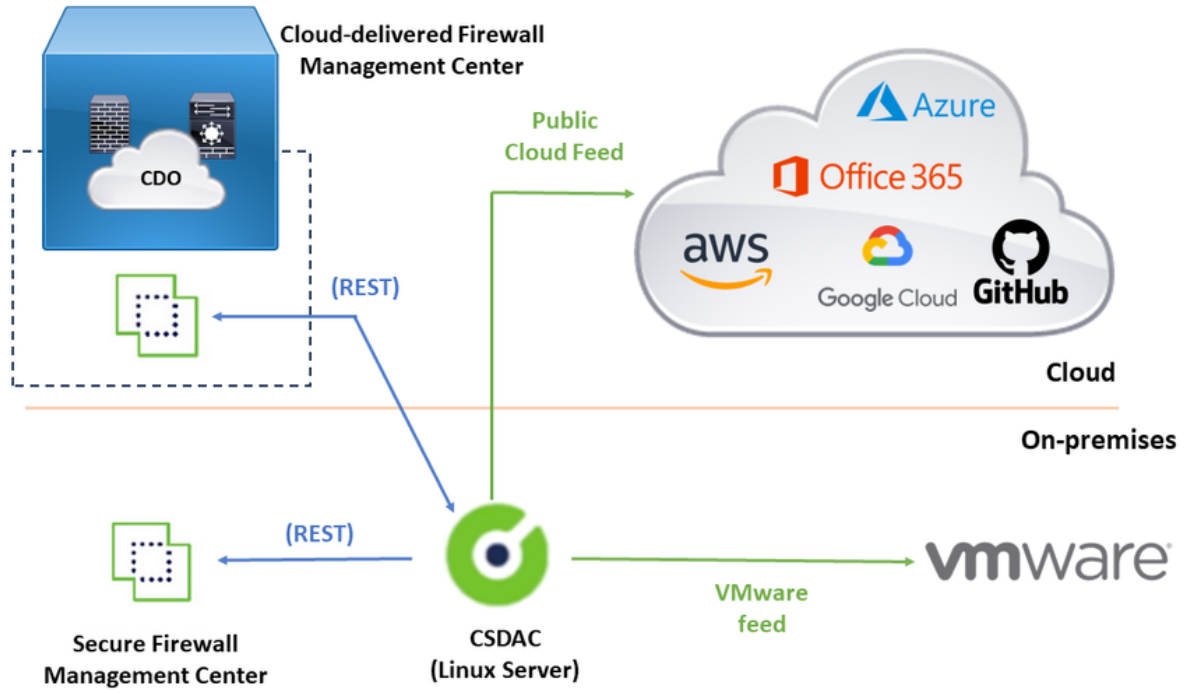 Cloud-delivered Firewall
Management Center
CDO
(REST)
Public
Cloud Feed
Azure
Office 365
aws
Google Cloud
GitHub
Cloud
On-premises
(REST)
Secure Firewall
Management Center
CSDAC
(Linux Server)
VMware
feed
vmware